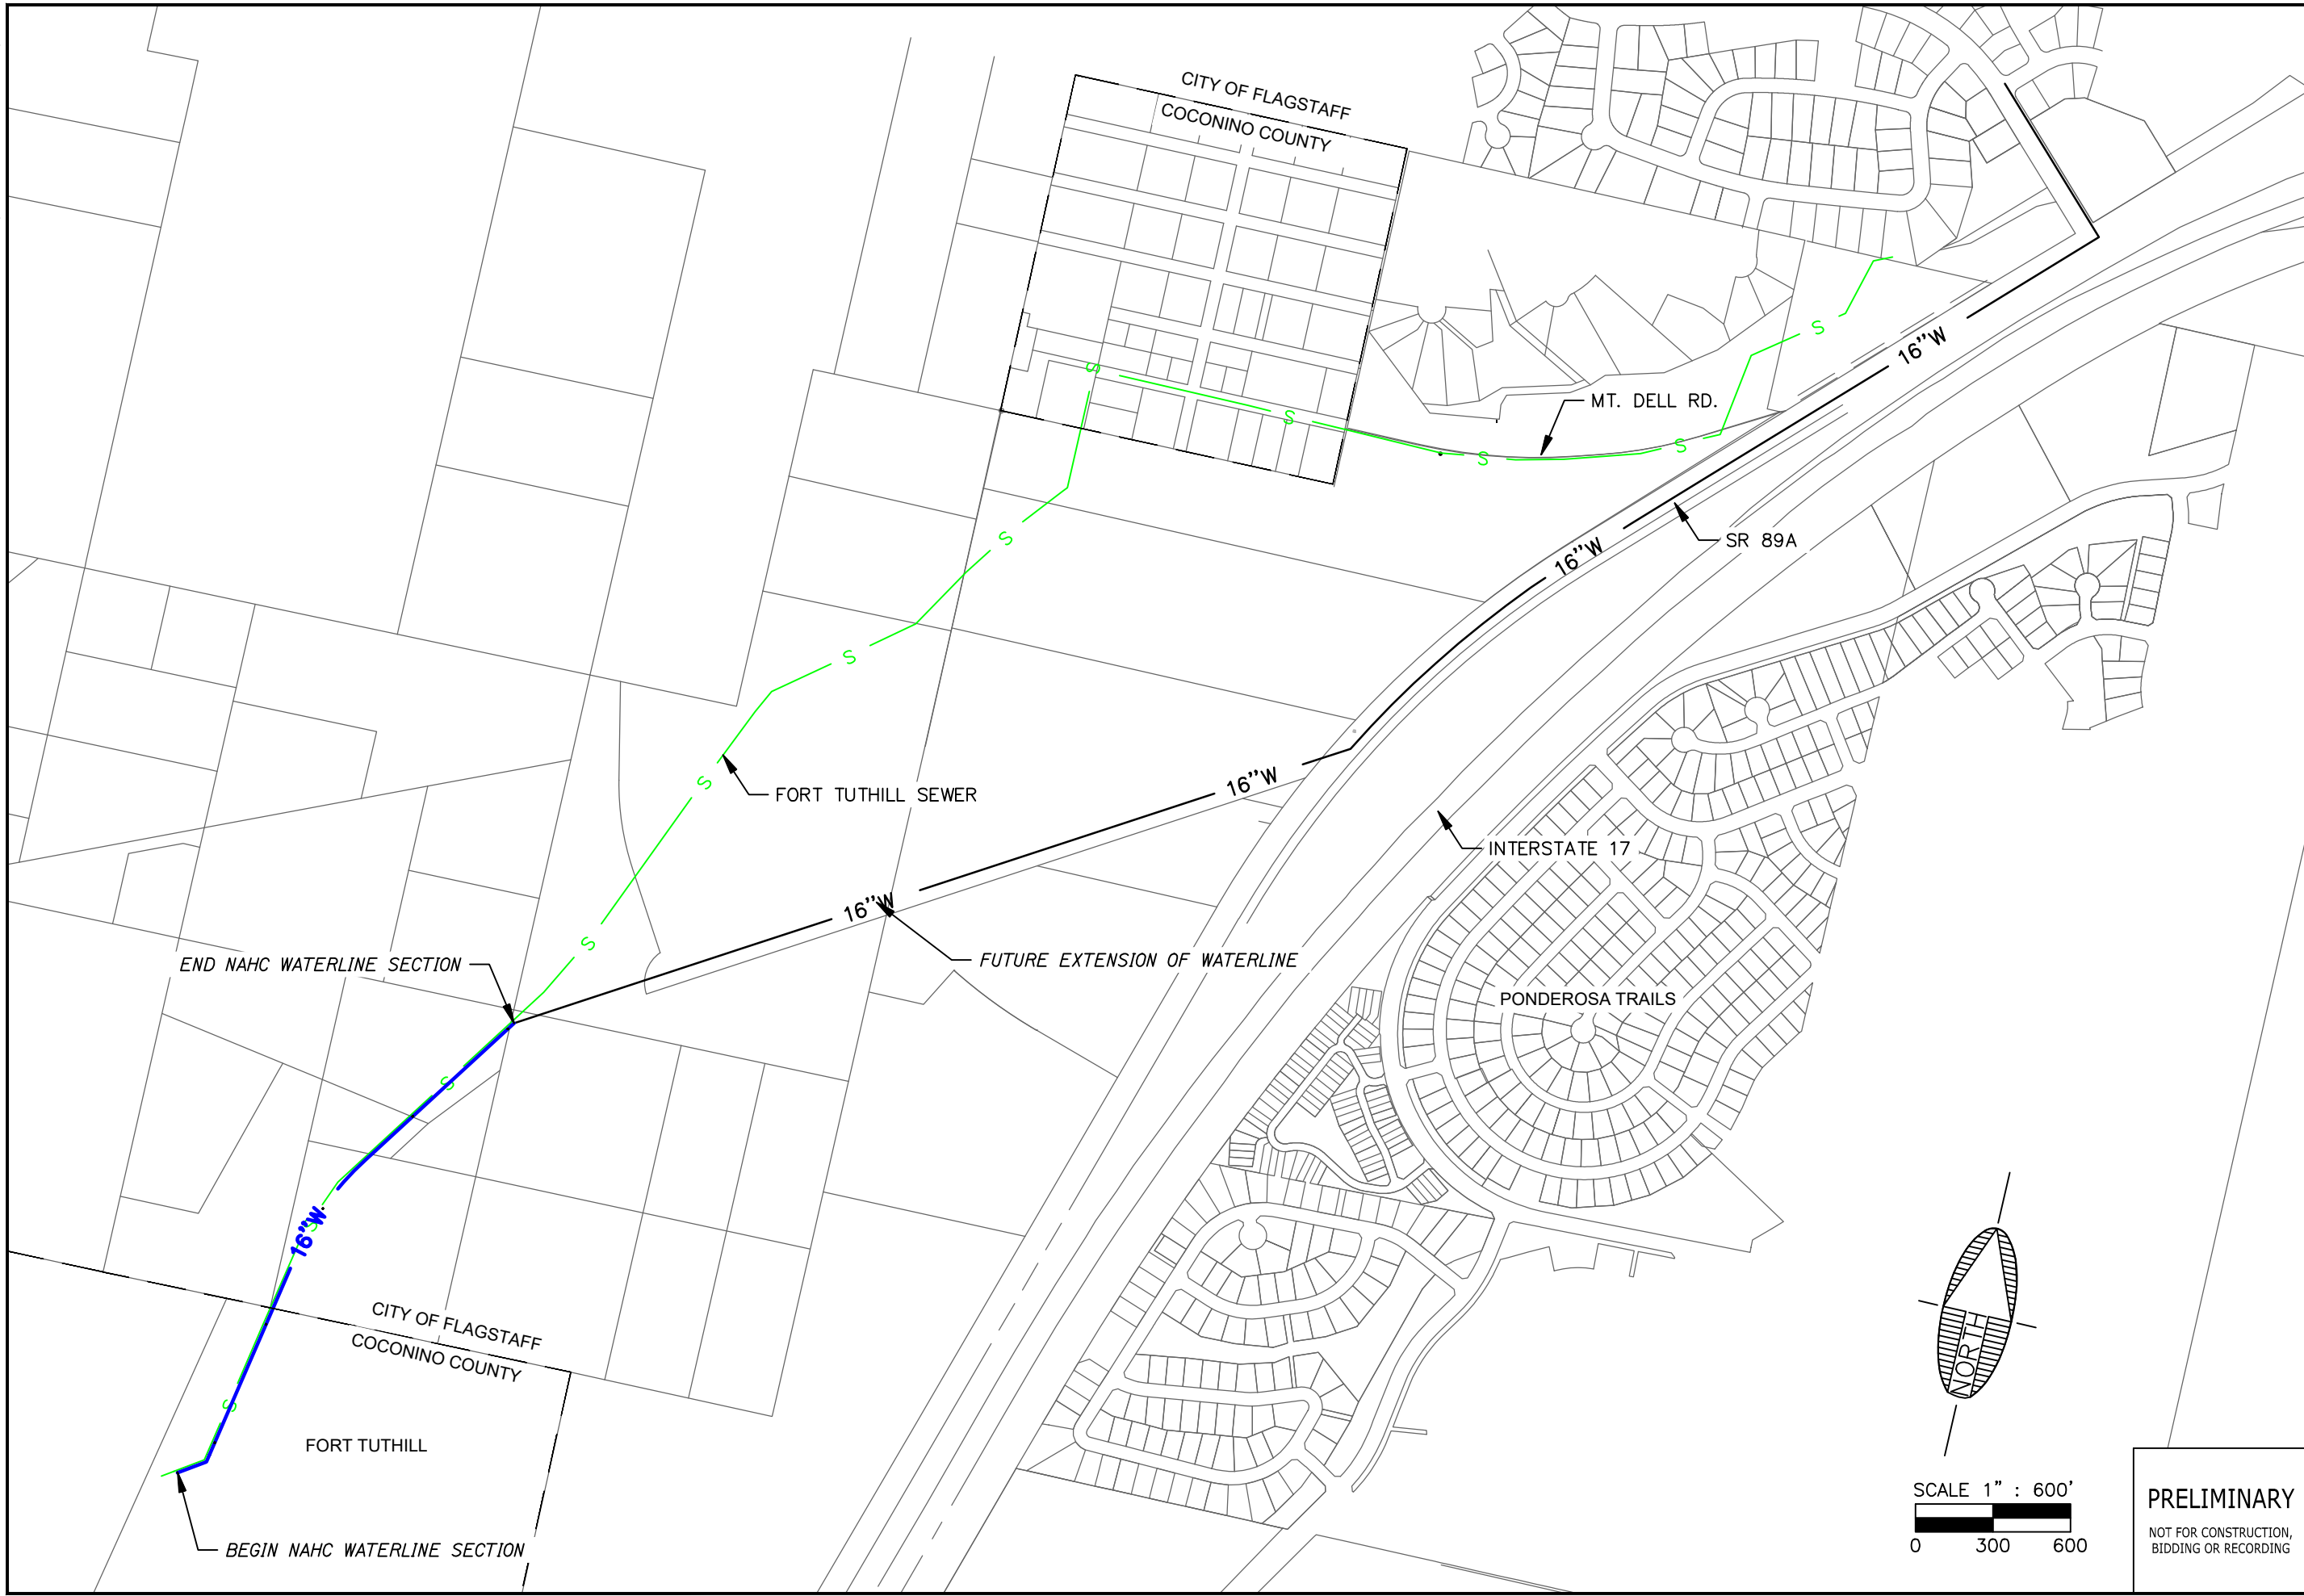 CITY OF FLAGSTAFF
COCONINO COUNTY
16"W
S
S
MT. DELL RD.
S
S
S
SR 89A
S
16"W
S
FORT TUTHILL SEWER
S
16"W
INTERSTATE 17
16"W
S
END NAHC WATERLINE SECTION
FUTURE EXTENSION OF WATERLINE
PONDEROSA TRAILS
S
S
16"W
CITY OF FLAGSTAFF
COCONINO COUNTY
S
FORT TUTHILL
BEGIN NAHC WATERLINE SECTION
NORTH
SCALE 1" : 600'
0 300 600
PRELIMINARY
NOT FOR CONSTRUCTION,
BIDDING OR RECORDING